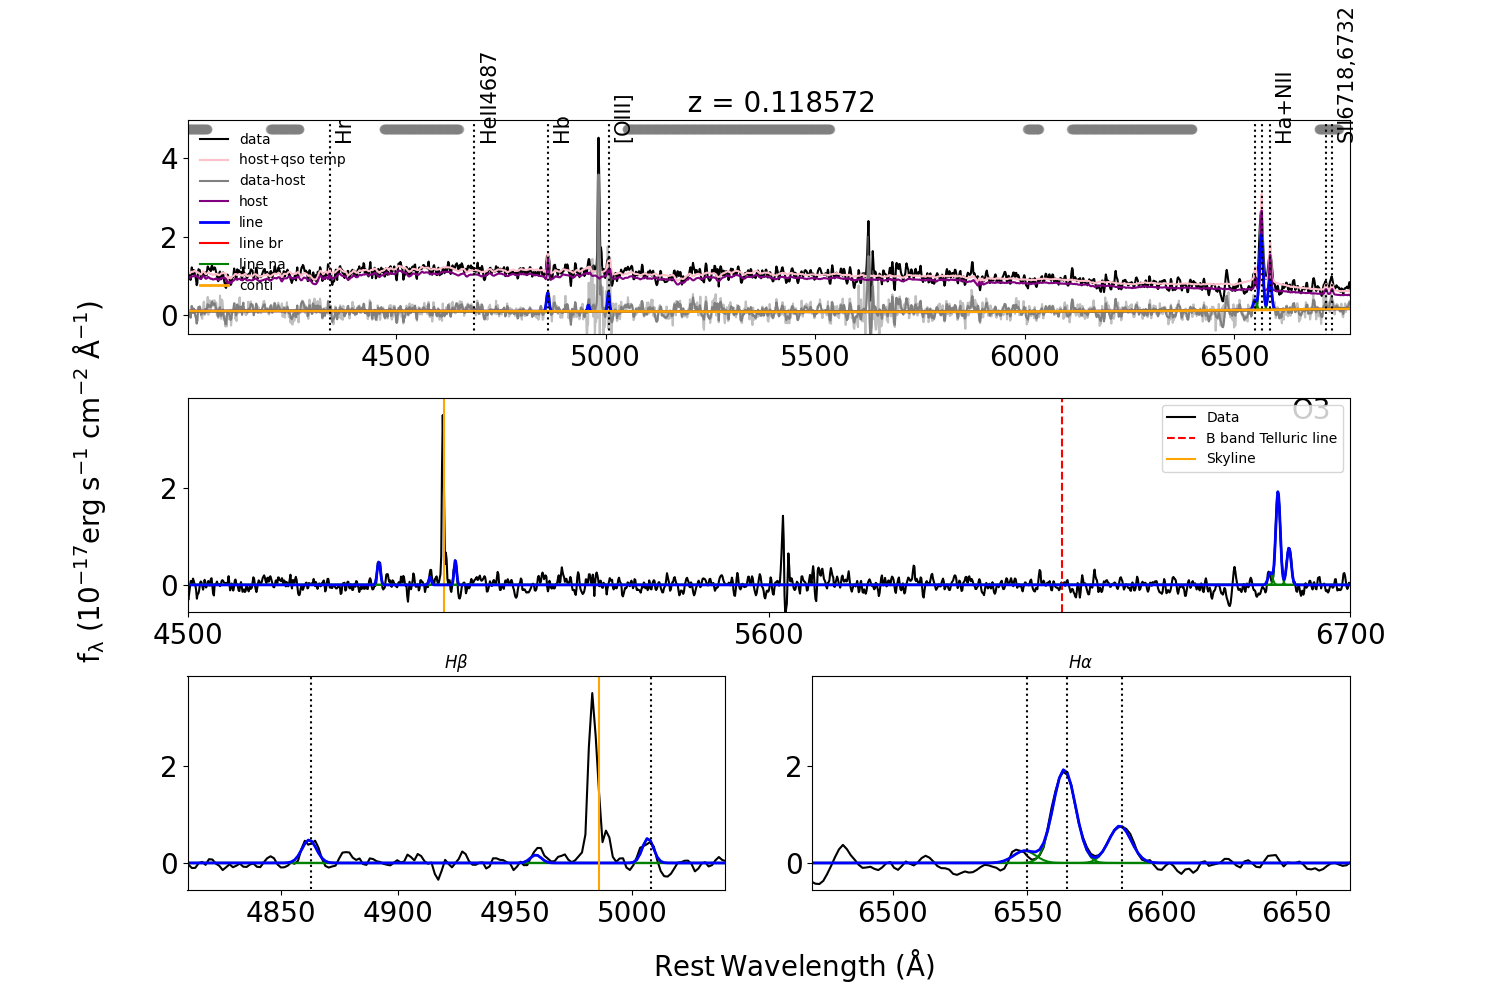 z = 0.118572
Hr
HeII4687
Hb
[OIII]
Ha+NII
SII6718,6732
data
host+qso temp
data-host
host
line
line br
line na
conti
4
2
0
4500
5000
5500
6000
6500
O3
Data
B band Telluric line
Skyline
2
0
4500
5600
6700
fλ (10⁻¹⁷erg s⁻¹ cm⁻² Å⁻¹)
Hβ
2
0
4850
4900
4950
5000
Hα
2
0
6500
6550
6600
6650
Rest Wavelength (Å)